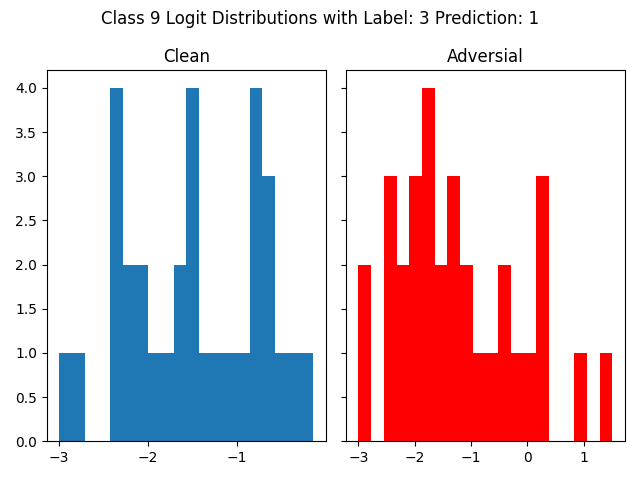 Class 9 Logit Distributions with Label: 3 Prediction: 1
Clean
Adversial
4.0
3.5
3.0
2.5
2.0
1.5
1.0
0.5
0.0
−3 −2 −1
−3 −2 −1 0 1